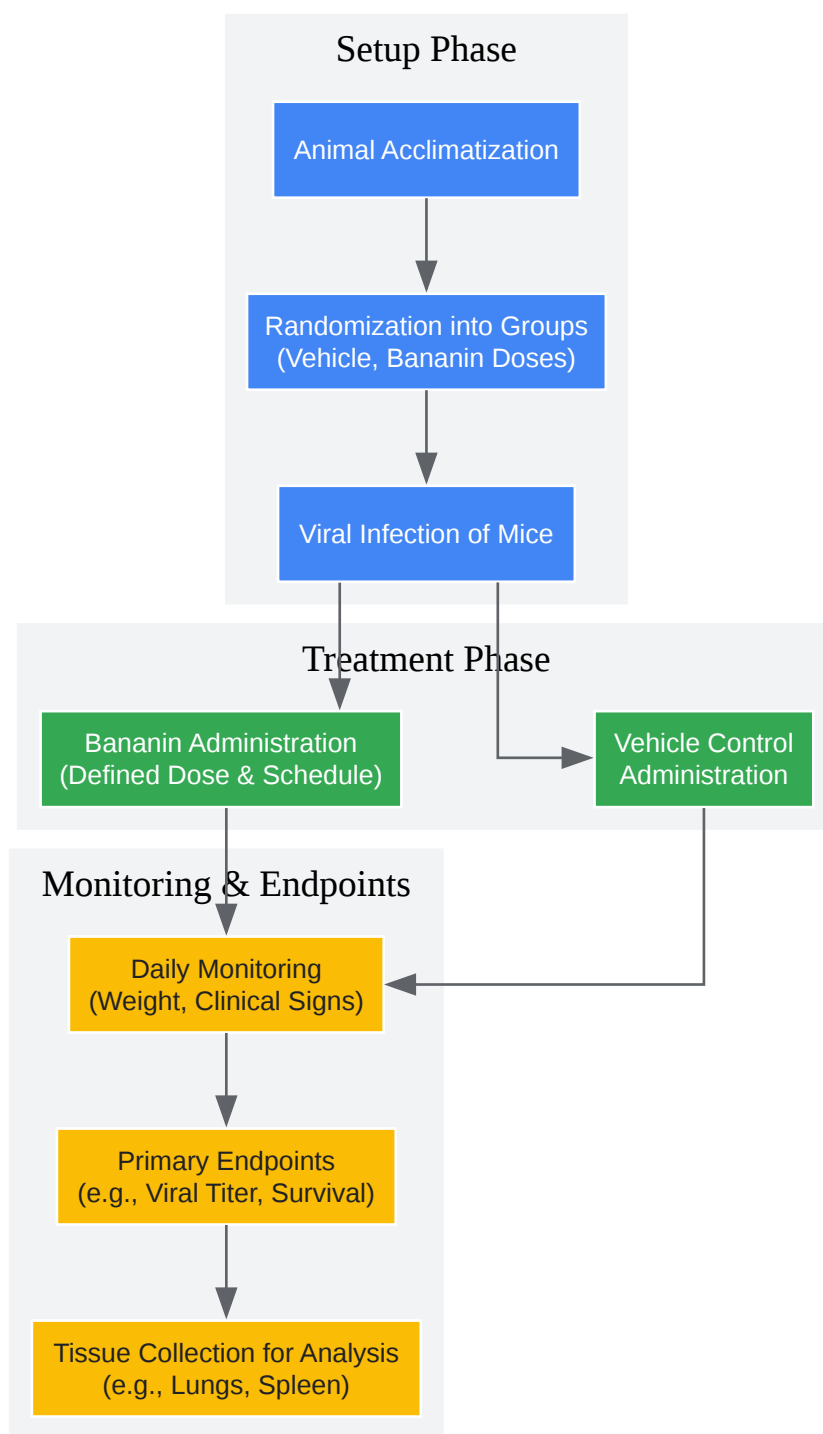 Setup Phase
Animal Acclimatization
Randomization into Groups
(Vehicle, Bananin Doses)
Viral Infection of Mice
Treatment Phase
Bananin Administration
(Defined Dose & Schedule)
Vehicle Control
Administration
Monitoring & Endpoints
Daily Monitoring
(Weight, Clinical Signs)
Primary Endpoints
(e.g., Viral Titer, Survival)
Tissue Collection for Analysis
(e.g., Lungs, Spleen)